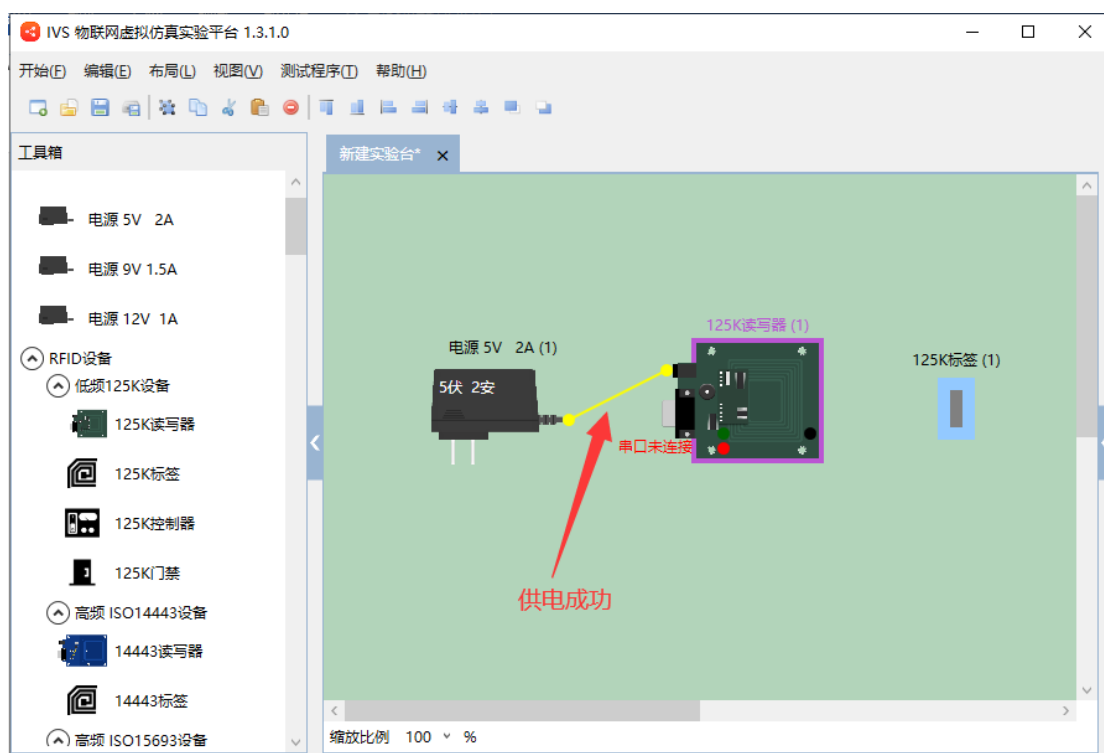 IVS 物联网虚拟仿真实验平台 1.3.1.0
开始(F) 编辑(E) 布局(L) 视图(V) 测试程序(T) 帮助(H)
工具箱
新建实验台*
电源 5V 2A
电源 9V 1.5A
电源 12V 1A
RFID设备
低频125K设备
125K读写器
125K标签
125K控制器
125K门禁
高频 ISO14443设备
14443读写器
14443标签
高频 ISO15693设备
125K读写器 (1)
电源 5V 2A (1)
125K标签 (1)
5伏 2安
串口未连接
供电成功
缩放比例 100 %